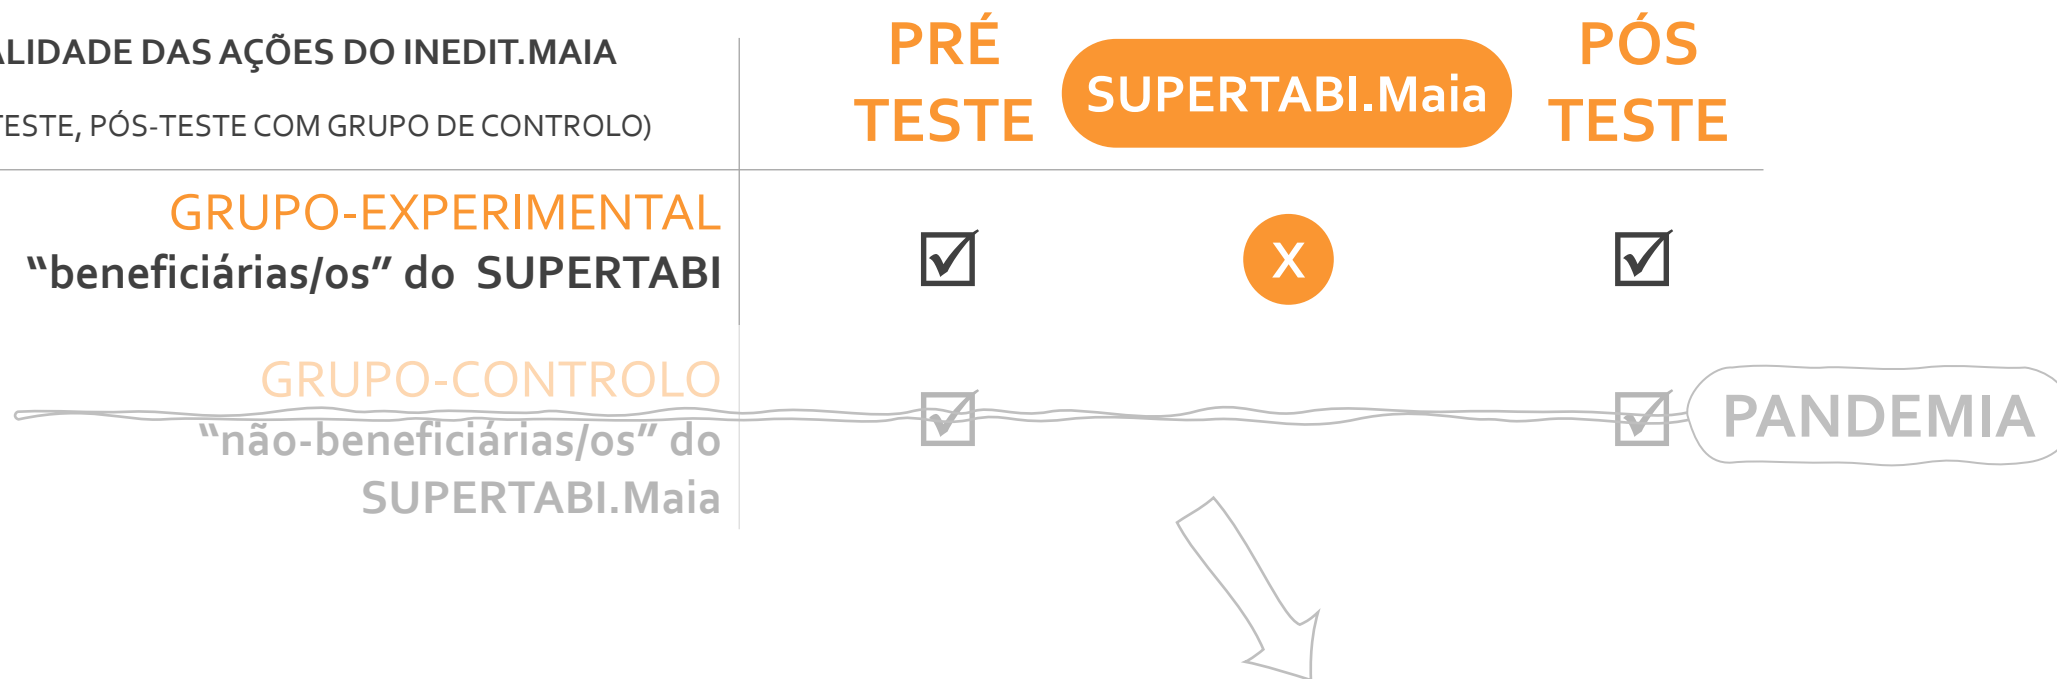 ALIDADE DAS AÇÕES DO INEDIT.MAIA
TESTE, PÓS-TESTE COM GRUPO DE CONTROLO)
PRÉ
TESTE
SUPERTABI.Maia
PÓS
TESTE
GRUPO-EXPERIMENTAL
“beneficiárias/os” do SUPERTABI
X
GRUPO-CONTROLO
“não-beneficiárias/os” do
SUPERTABI.Maia
PANDEMIA